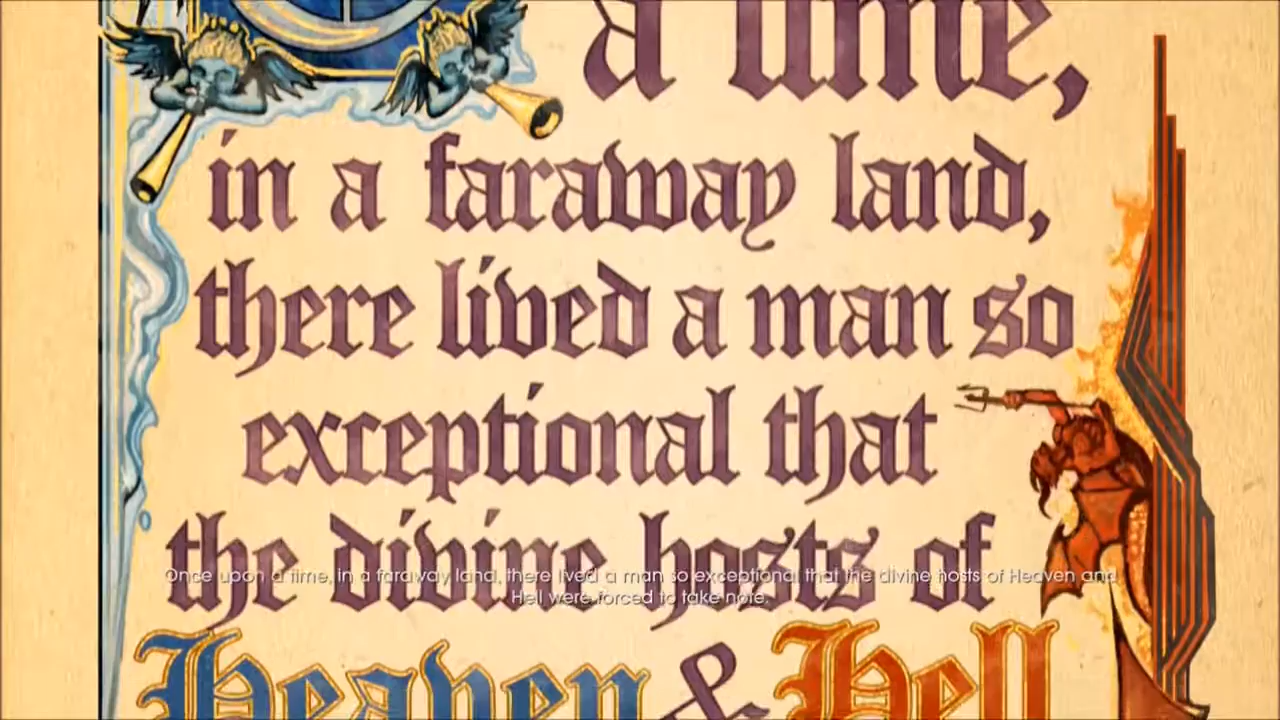 a time,
in a faraway land,
there lived a man so
exceptional that
the divine hosts of
Once upon a time, in a faraway land, there lived a man so exceptional that the divine hosts of Heaven and
Hell were forced to take note.
Heaven & Hell